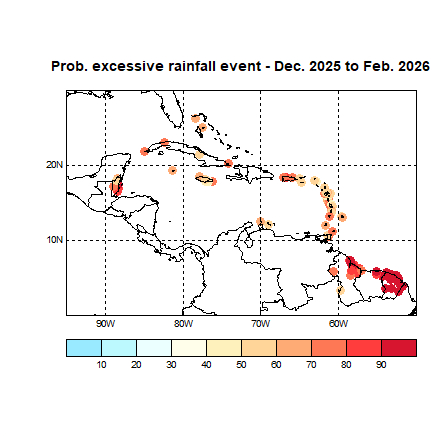 Prob. excessive rainfall event - Dec. 2025 to Feb. 2026
20N
10N
90W 80W 70W 60W
10 20 30 40 50 60 70 80 90